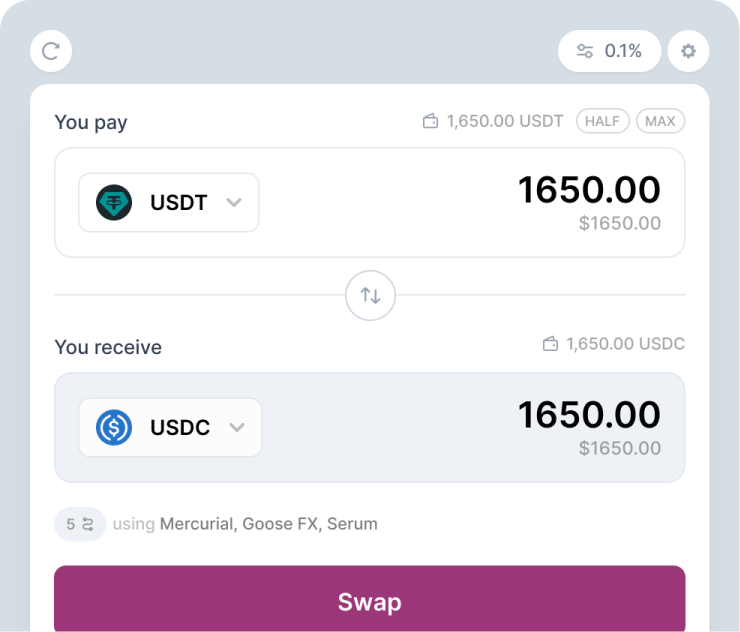 0.1%
You pay
1,650.00 USDT HALF MAX
USDT
1650.00
$1650.00
You receive
1,650.00 USDC
USDC
1650.00
$1650.00
5 using Mercurial, Goose FX, Serum
Swap